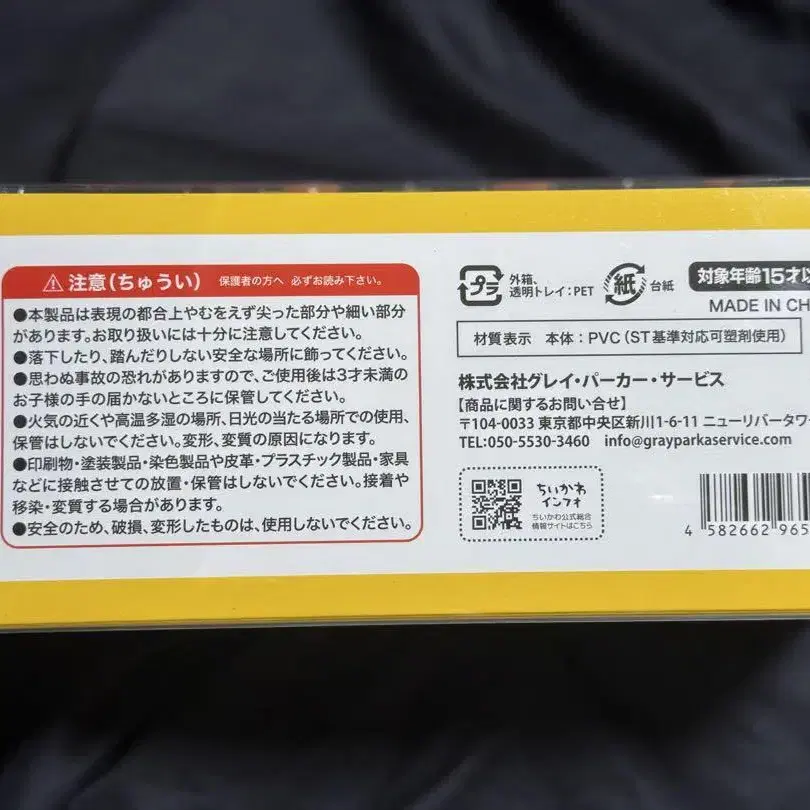 注意(ちゅうい) 保護者の方へ 必ずお読み下さい。
●本製品は表現の都合上やむをえず尖った部分や細い部分
があります。お取り扱いには十分に注意してください。
●落下したり、踏んだりしない安全な場所に飾ってください。
●思わぬ事故の恐れがありますので、ご使用後は3才未満の
お子様の手の届かないところに保管してください。
●火気の近くや高温多湿の場所、日光の当たる場所での使用、
保管はしないでください。変形、変質の原因になります。
●印刷物・塗装製品・染色製品や皮革・プラスチック製品・家具
などに接触させての放置・保管はしないでください。接着や
移染・変質する場合があります。
●安全のため、破損、変形したものは、使用しないでください。
プラ 外箱、
透明トレイ:PET
紙 台紙
対象年齢15才以
MADE IN CH
材質表示 本体:PVC(ST基準対応可塑剤使用)
株式会社グレイ・パーカー・サービス
【商品に関するお問い合せ】
〒104-0033 東京都中央区新川1-6-11 ニューリバータワー
TEL:050-5530-3460 info@grayparkaservice.com
ちいかわ
インフォ
ちいかわ公式総合
情報サイトはこちら
4 582662 965